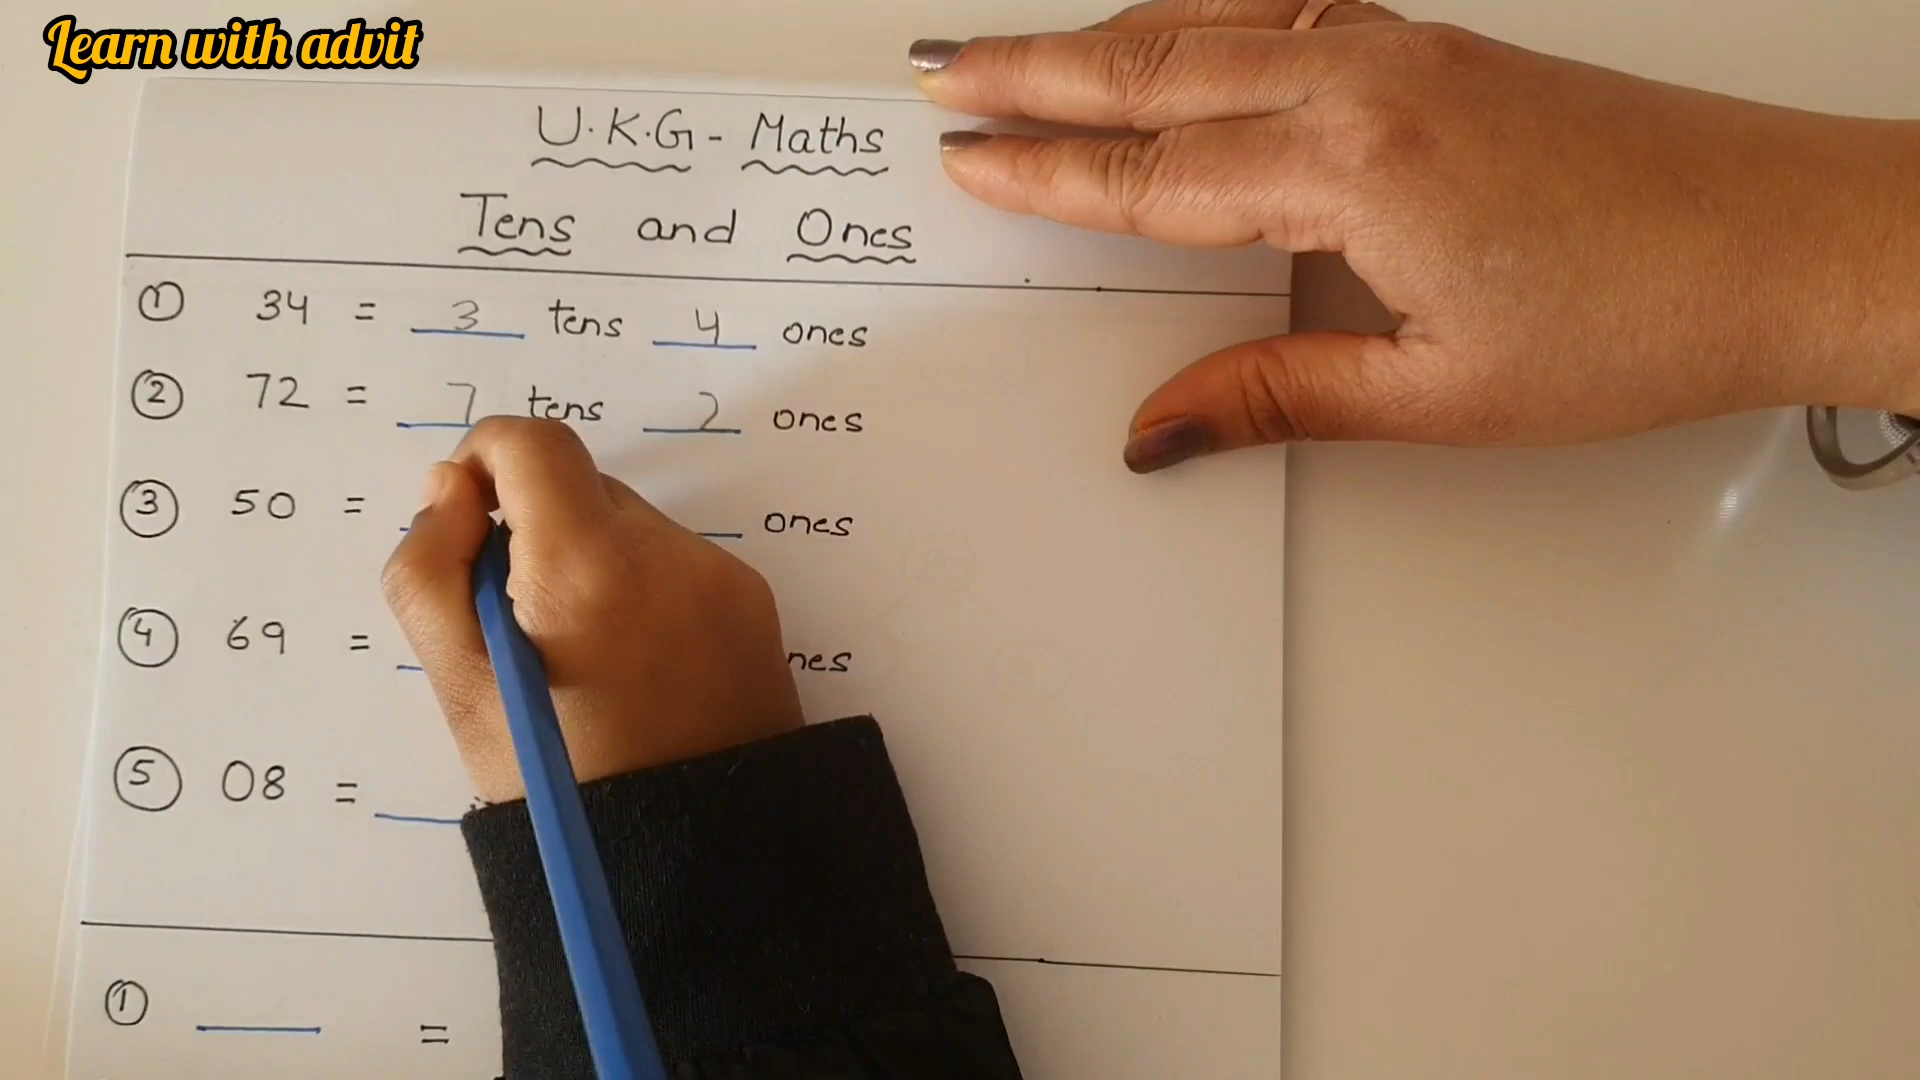 Learn with advit
U.K.G - Maths
Tens and Ones
① 34 = 3 tens 4 ones
② 72 = 7 tens 2 ones
③ 50 = ones
④ 69 = nes
⑤ 08 =
① =